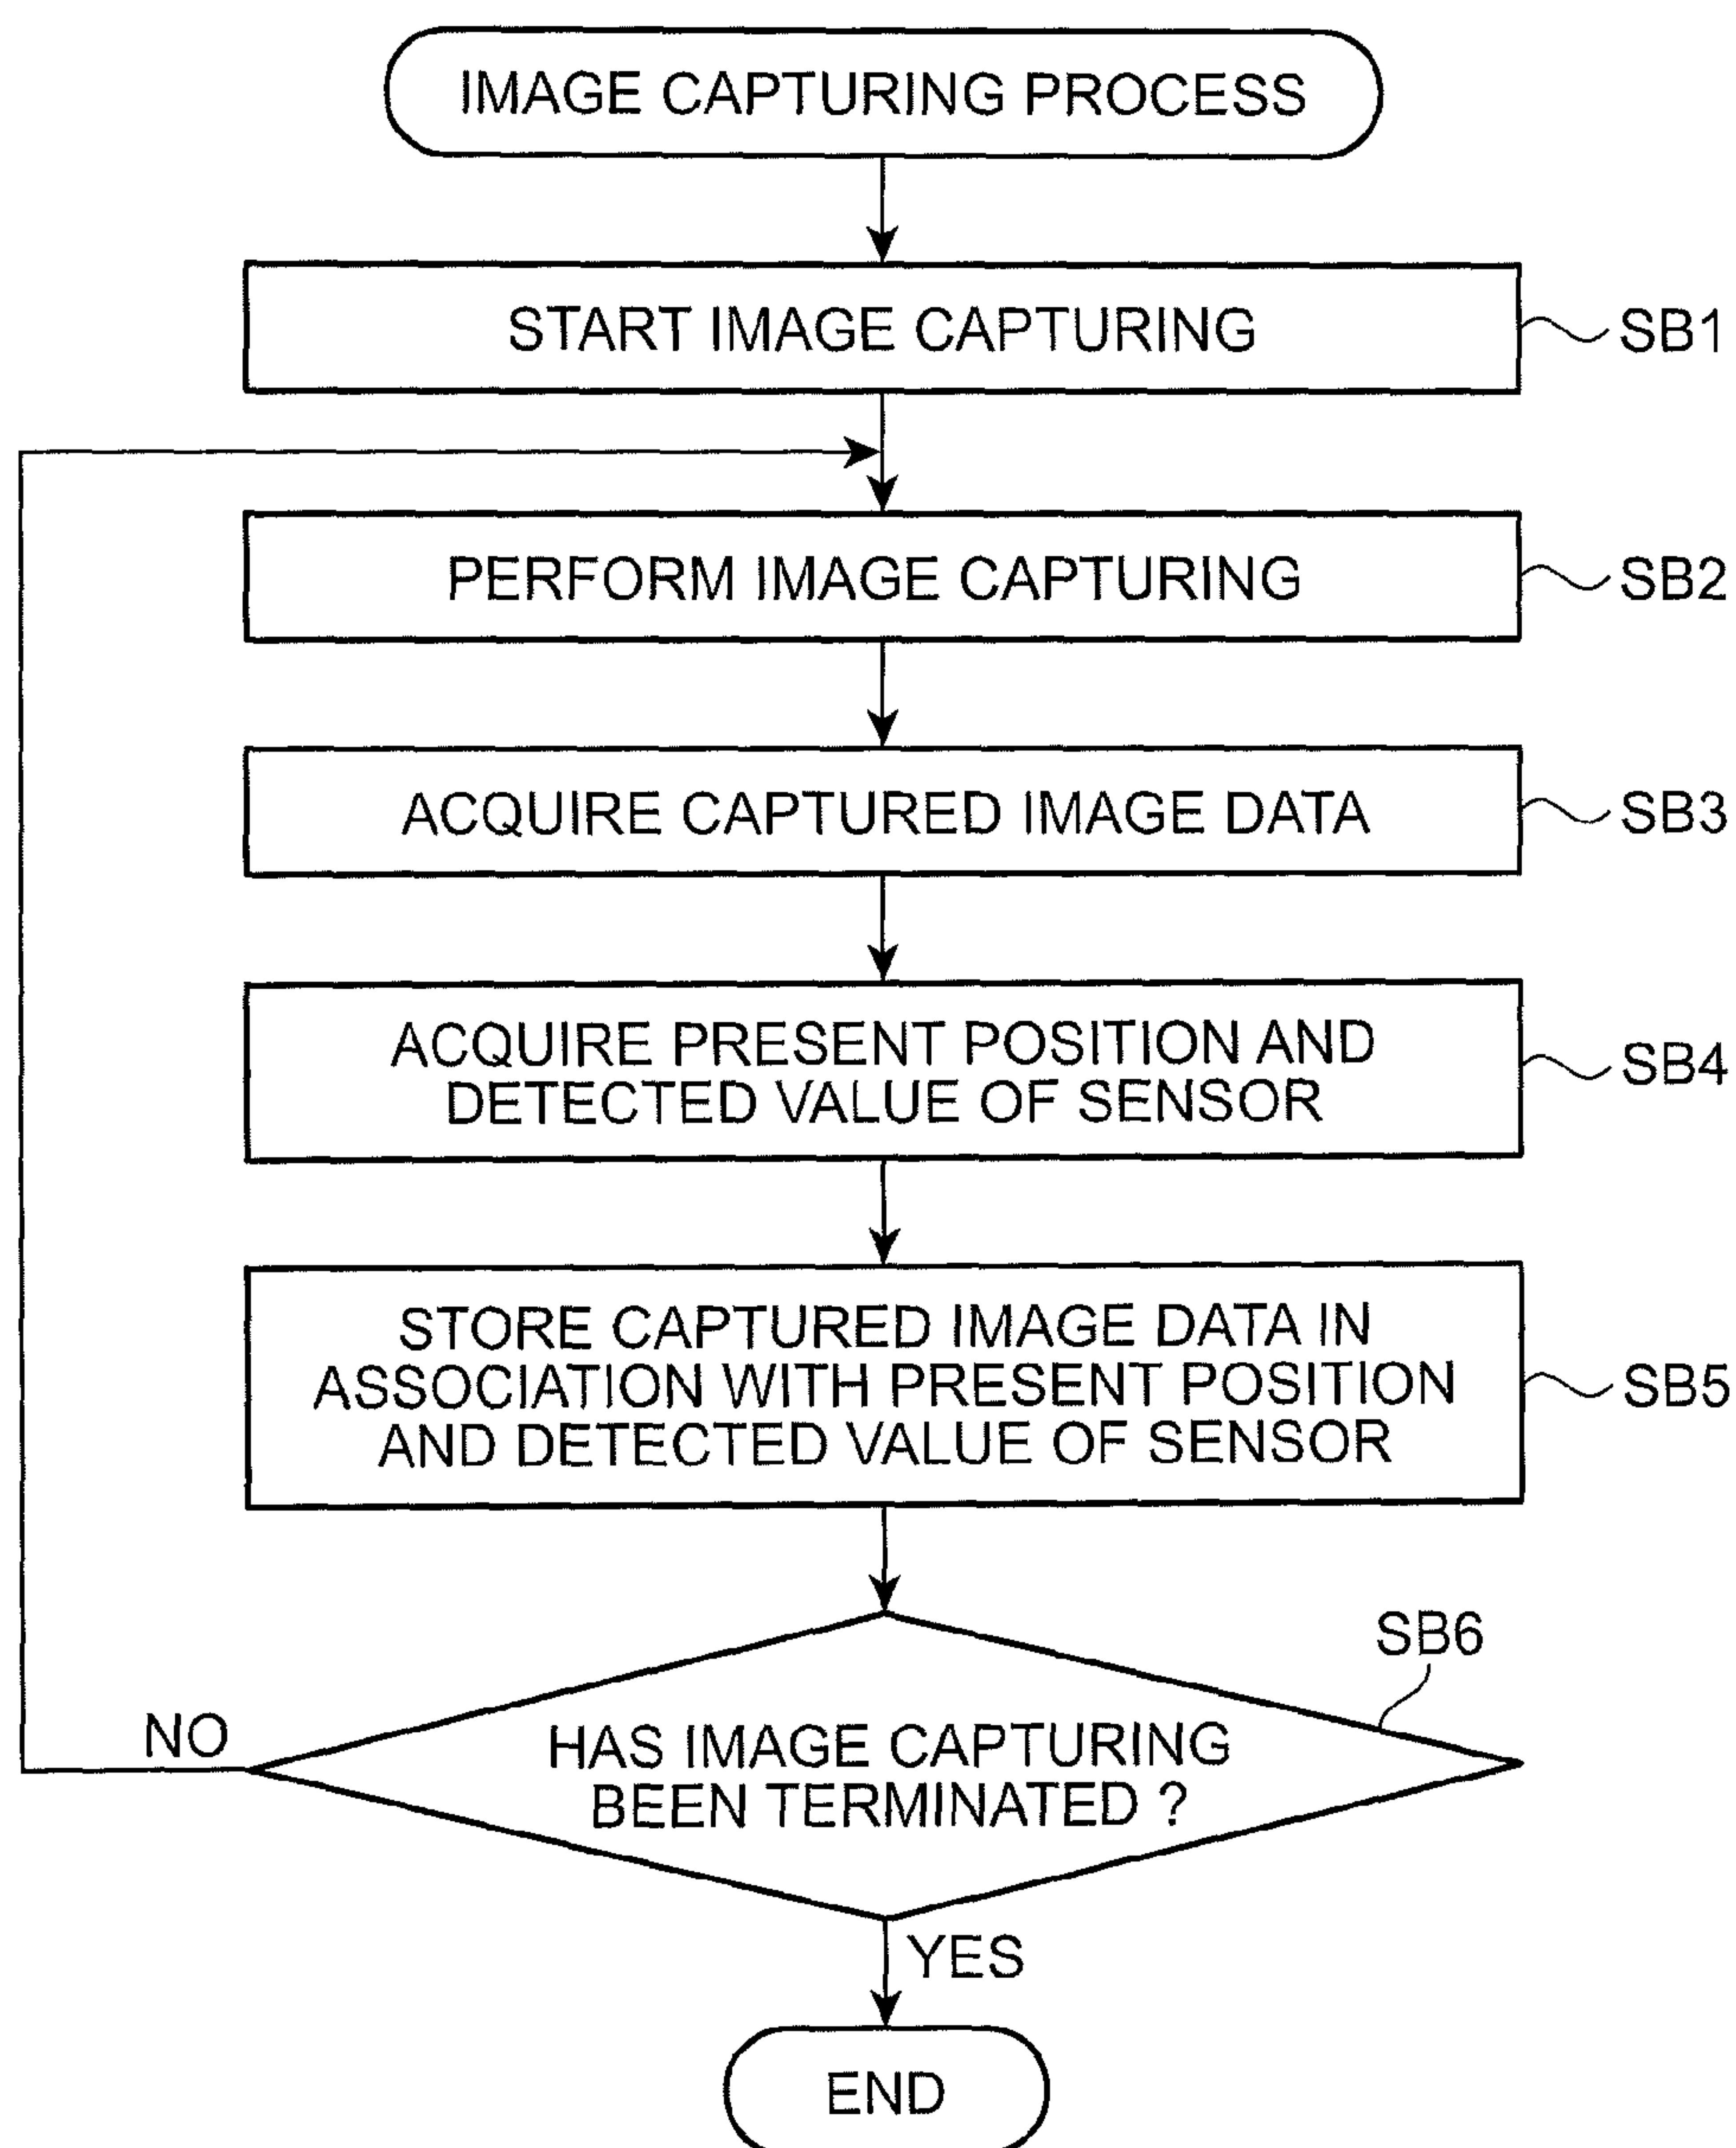 IMAGE CAPTURING PROCESS
START IMAGE CAPTURING
SB1
PERFORM IMAGE CAPTURING
SB2
ACQUIRE CAPTURED IMAGE DATA
SB3
ACQUIRE PRESENT POSITION AND
DETECTED VALUE OF SENSOR
SB4
STORE CAPTURED IMAGE DATA IN
ASSOCIATION WITH PRESENT POSITION
AND DETECTED VALUE OF SENSOR
SB5
SB6
HAS IMAGE CAPTURING
BEEN TERMINATED ?
NO
YES
END